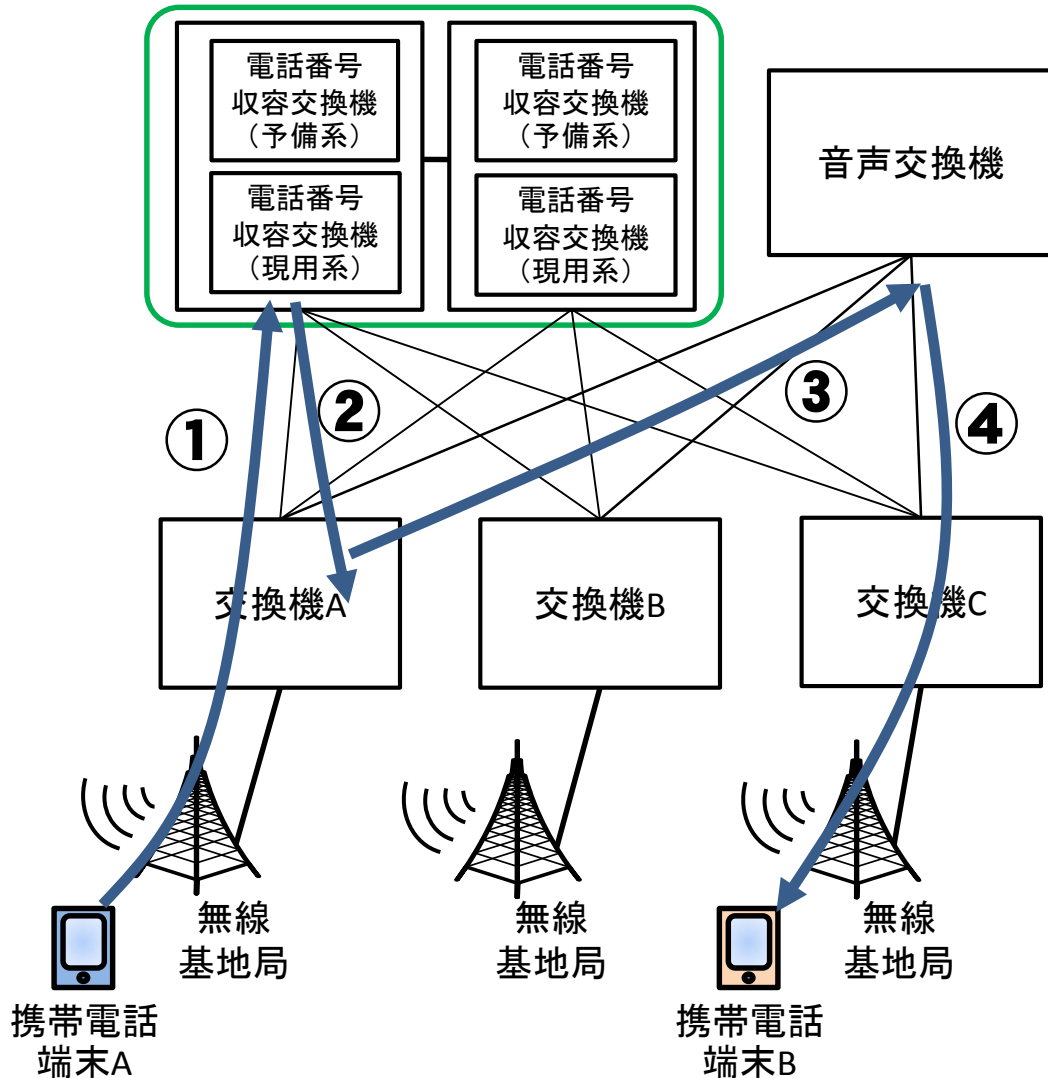 電話番号
収容交換機
（予備系）
電話番号
収容交換機
（現用系）
電話番号
収容交換機
（予備系）
電話番号
収容交換機
（現用系）
音声交換機
①
②
③
④
交換機A
交換機B
交換機C
無線
基地局
無線
基地局
無線
基地局
携帯電話
端末A
携帯電話
端末B